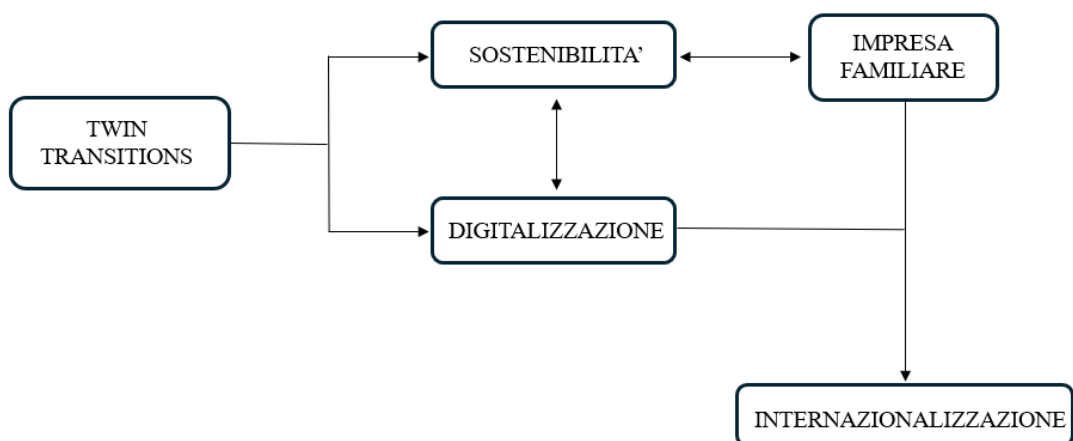 SOSTENIBILITA’
IMPRESA
FAMILIARE
TWIN
TRANSITIONS
DIGITALIZZAZIONE
INTERNAZIONALIZZAZIONE